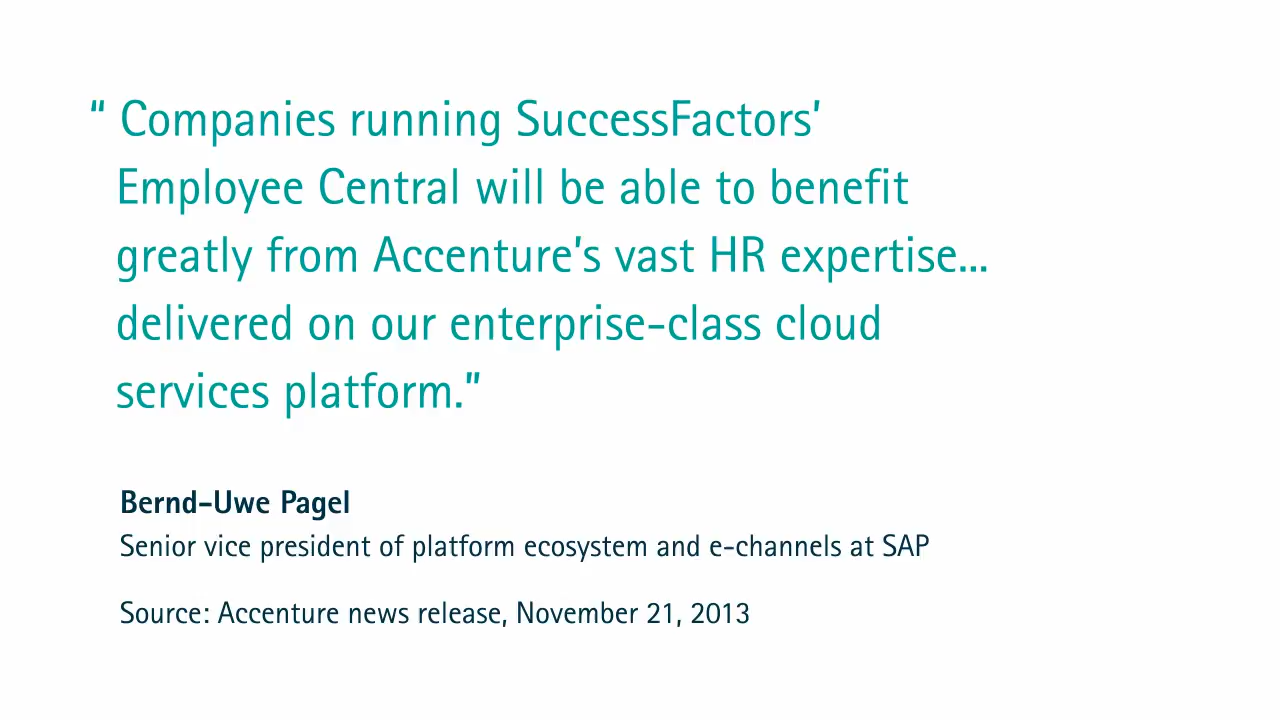 “ Companies running SuccessFactors’
Employee Central will be able to benefit
greatly from Accenture’s vast HR expertise...
delivered on our enterprise-class cloud
services platform.”
Bernd-Uwe Pagel
Senior vice president of platform ecosystem and e-channels at SAP
Source: Accenture news release, November 21, 2013